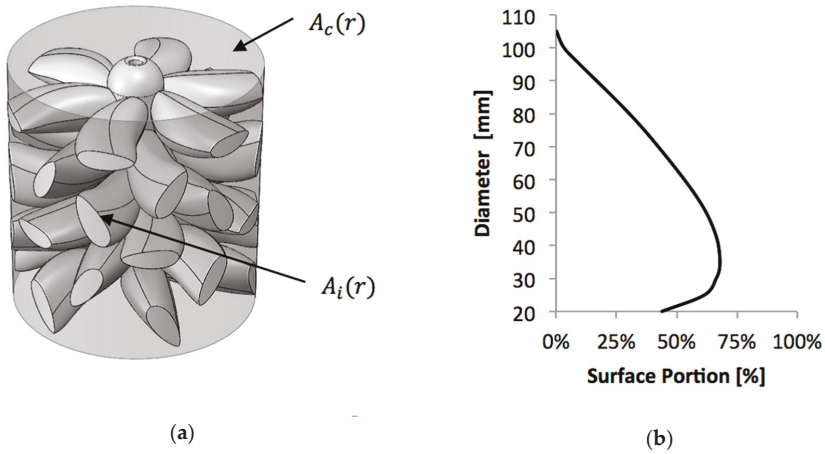 A_c(r)
A_i(r)
(a)
Diameter [mm]
110
100
90
80
70
60
50
40
30
20
0% 25% 50% 75% 100%
Surface Portion [%]
(b)